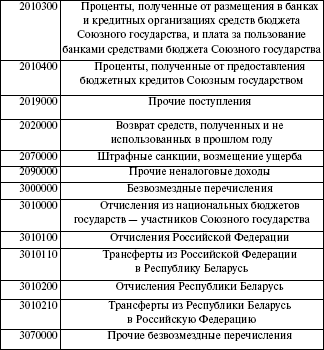 2010300 Проценты, полученные от размещения в банках
и кредитных организациях средств бюджета
Союзного государства, и плата за пользование
банками средствами бюджета Союзного государства
2010400 Проценты, полученные от предоставления
бюджетных кредитов Союзным государством
2019000 Прочие поступления
2020000 Возврат средств, полученных и не
использованных в прошлом году
2070000 Штрафные санкции, возмещение ущерба
2090000 Прочие неналоговые доходы
3000000 Безвозмездные перечисления
3010000 Отчисления из национальных бюджетов
государств — участников Союзного государства
3010100 Отчисления Российской Федерации
3010110 Трансферты из Российской Федерации
в Республику Беларусь
3010200 Отчисления Республики Беларусь
3010210 Трансферты из Республики Беларусь
в Российскую Федерацию
3070000 Прочие безвозмездные перечисления